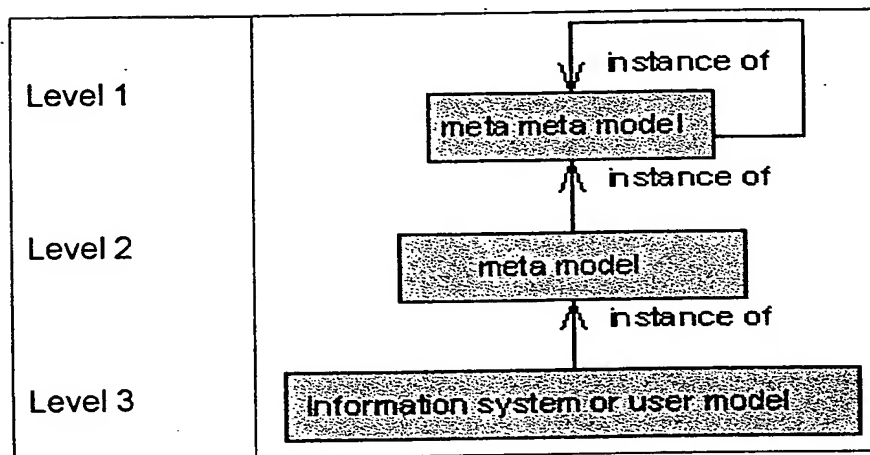 instance of
Level 1
meta meta model
instance of
Level 2
meta model
instance of
Level 3
Information system or user model